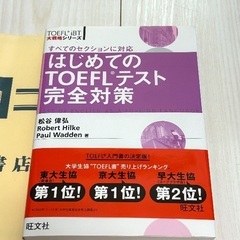 TOEFL iBT
大戦略シリーズ
すべてのセクションに対応
はじめての
TOEFL®テスト
完全対策
松谷 偉弘
Robert Hilke
Paul Wadden 著
TOEFL入門書の決定版!
大学生協"TOEFL書"売り上げランキング
東大生協
第1位!
京大生協
第1位!
早大生協
第2位!
旺文社
書店